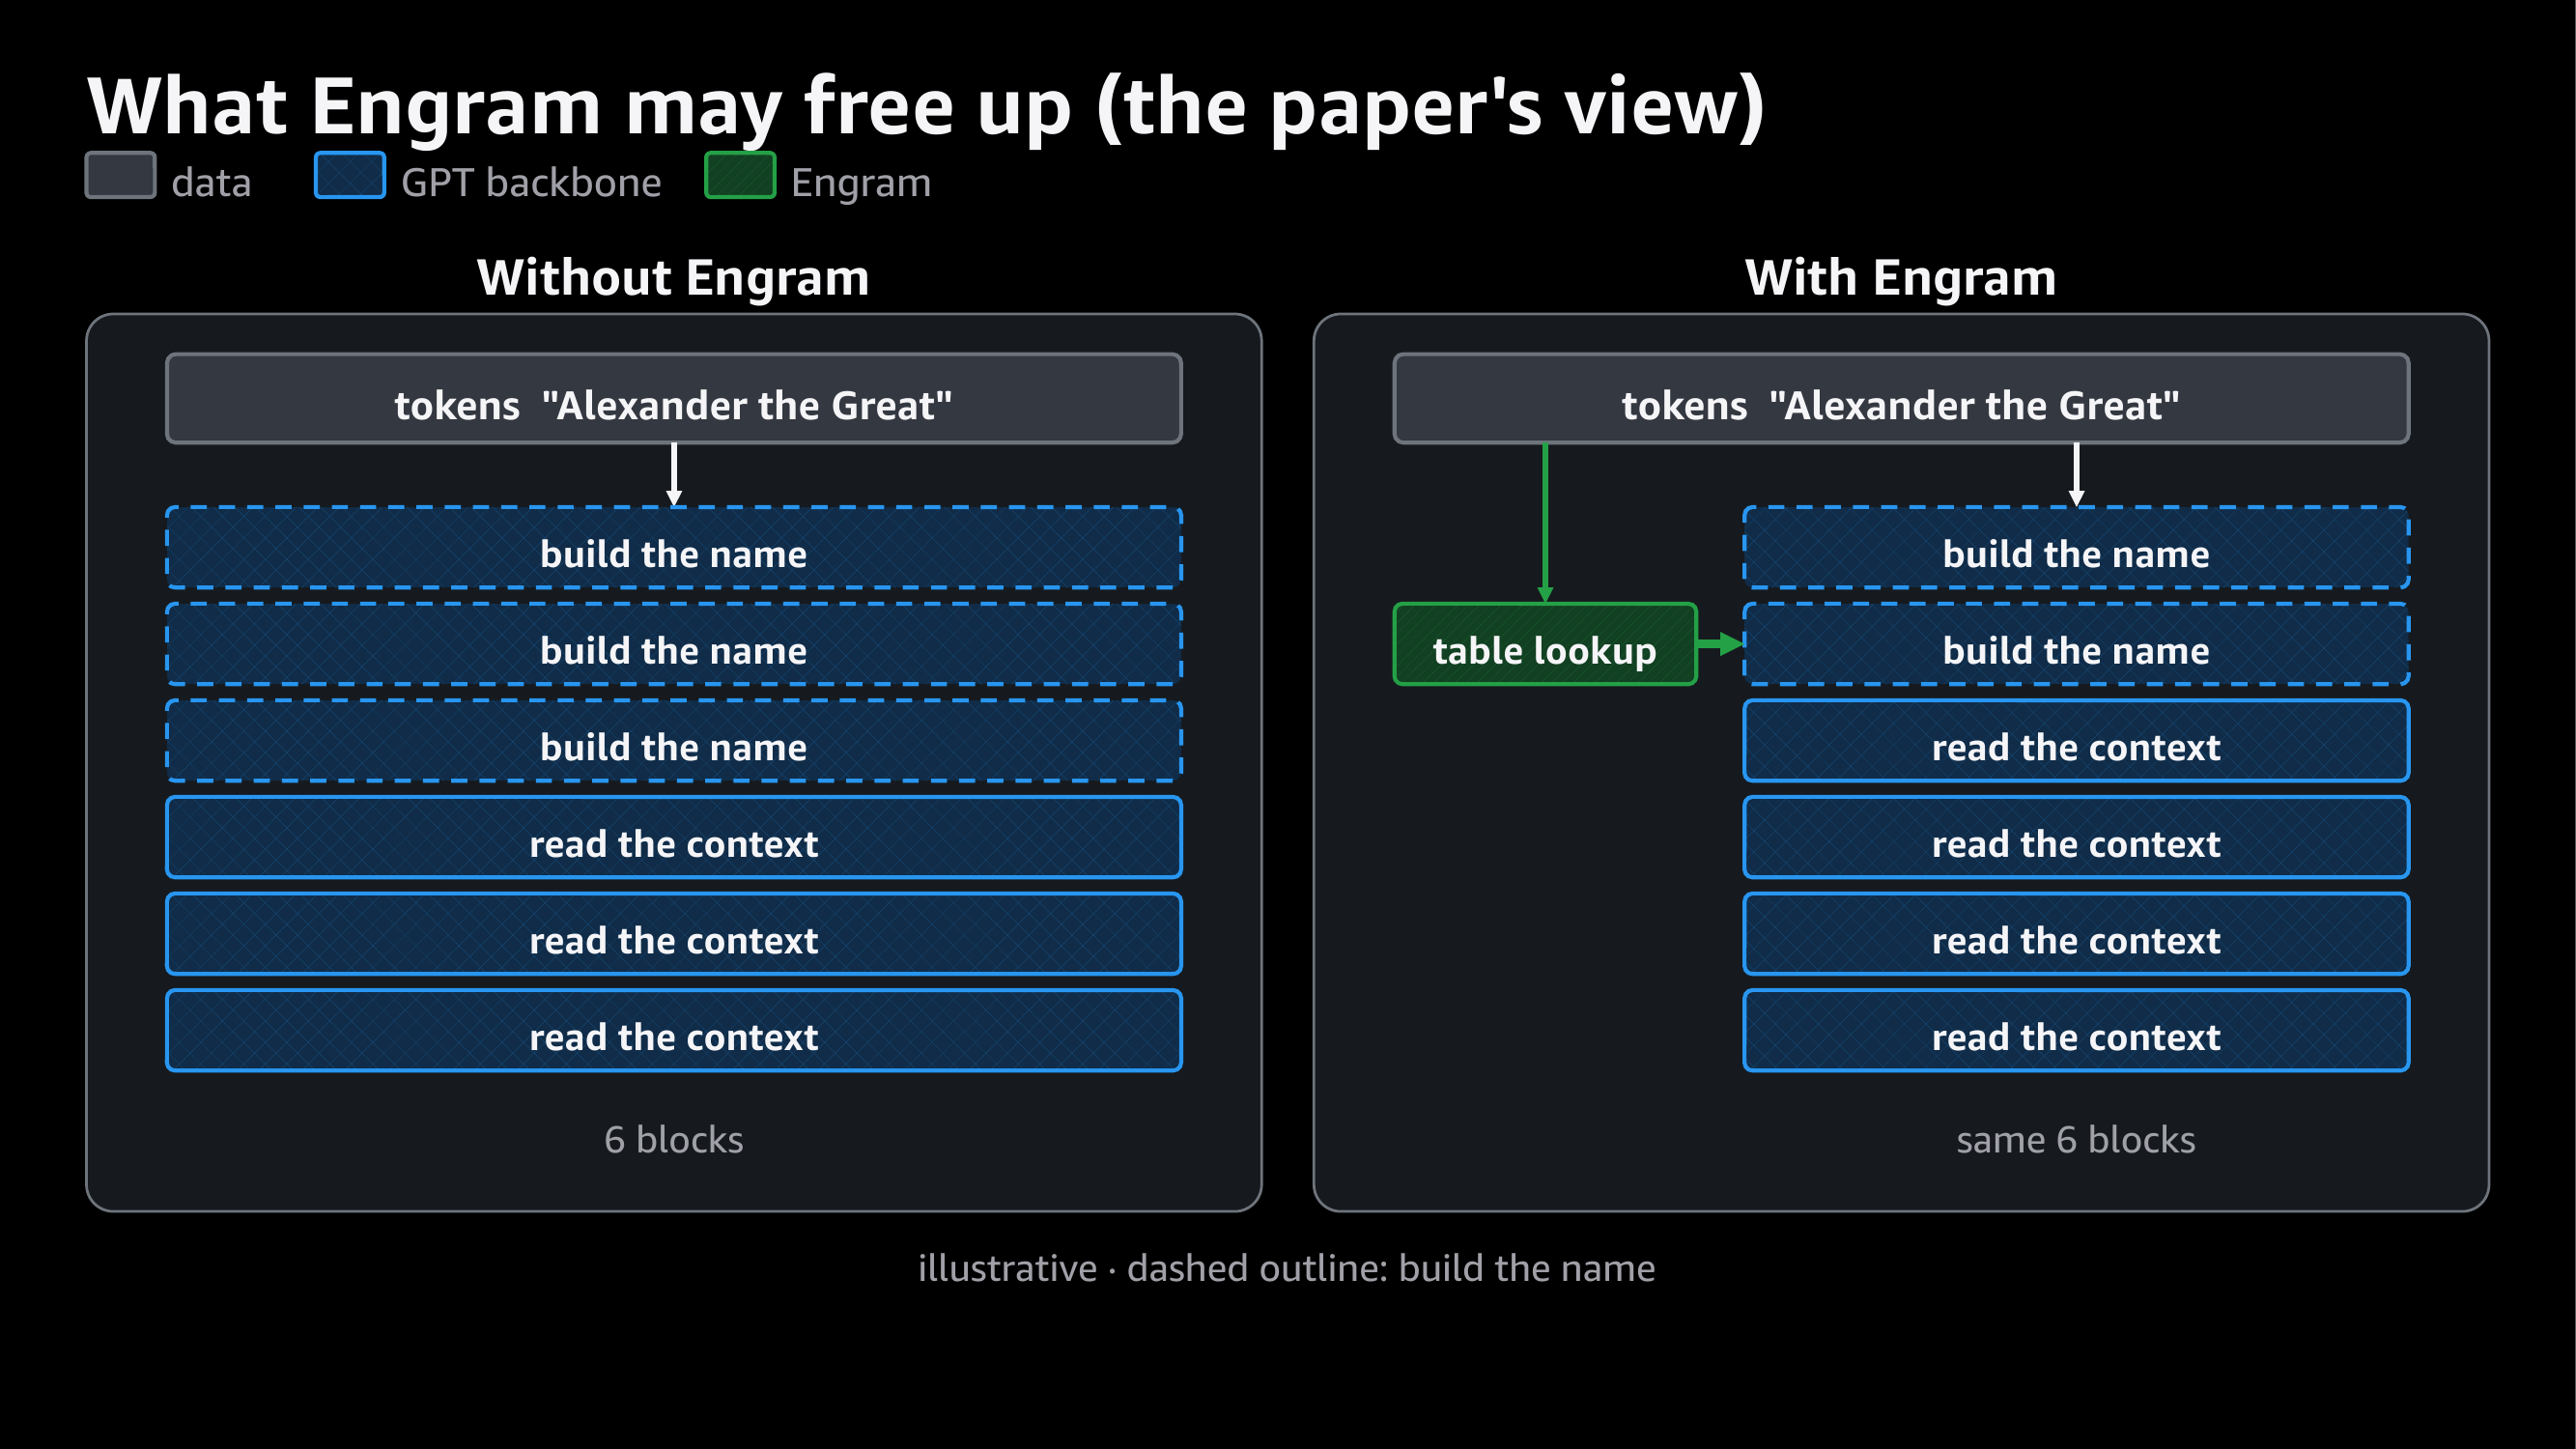 What Engram may free up (the paper's view)
data GPT backbone Engram
Without Engram
tokens "Alexander the Great"
build the name
build the name
build the name
read the context
read the context
read the context
6 blocks
With Engram
tokens "Alexander the Great"
build the name
table lookup
build the name
read the context
read the context
read the context
read the context
same 6 blocks
illustrative · dashed outline: build the name